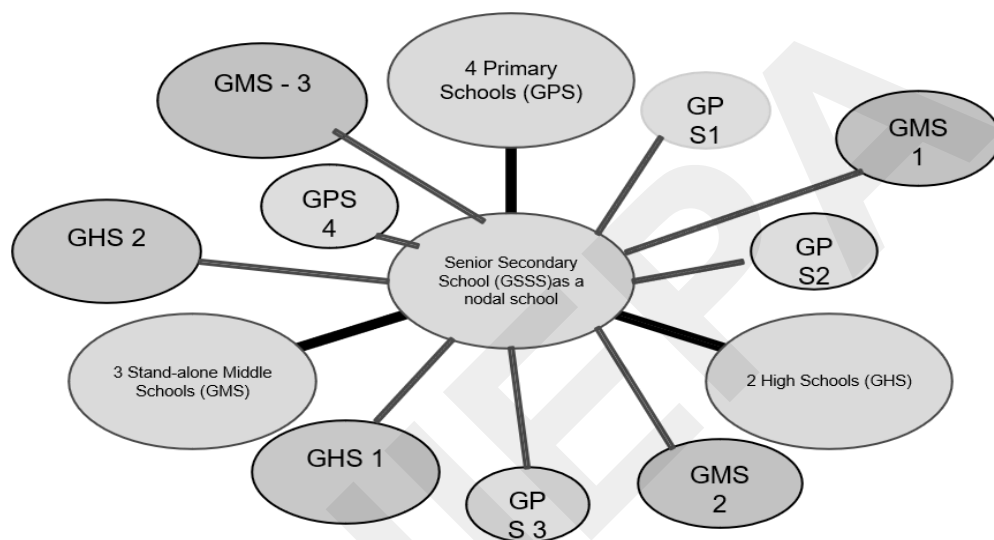 GMS - 3
4 Primary
Schools (GPS)
GP
S1
GMS
1
GPS
4
GHS 2
Senior Secondary
School (GSSS)as a
nodal school
GP
S2
3 Stand-alone Middle
Schools (GMS)
2 High Schools (GHS)
GHS 1
GP
S 3
GMS
2